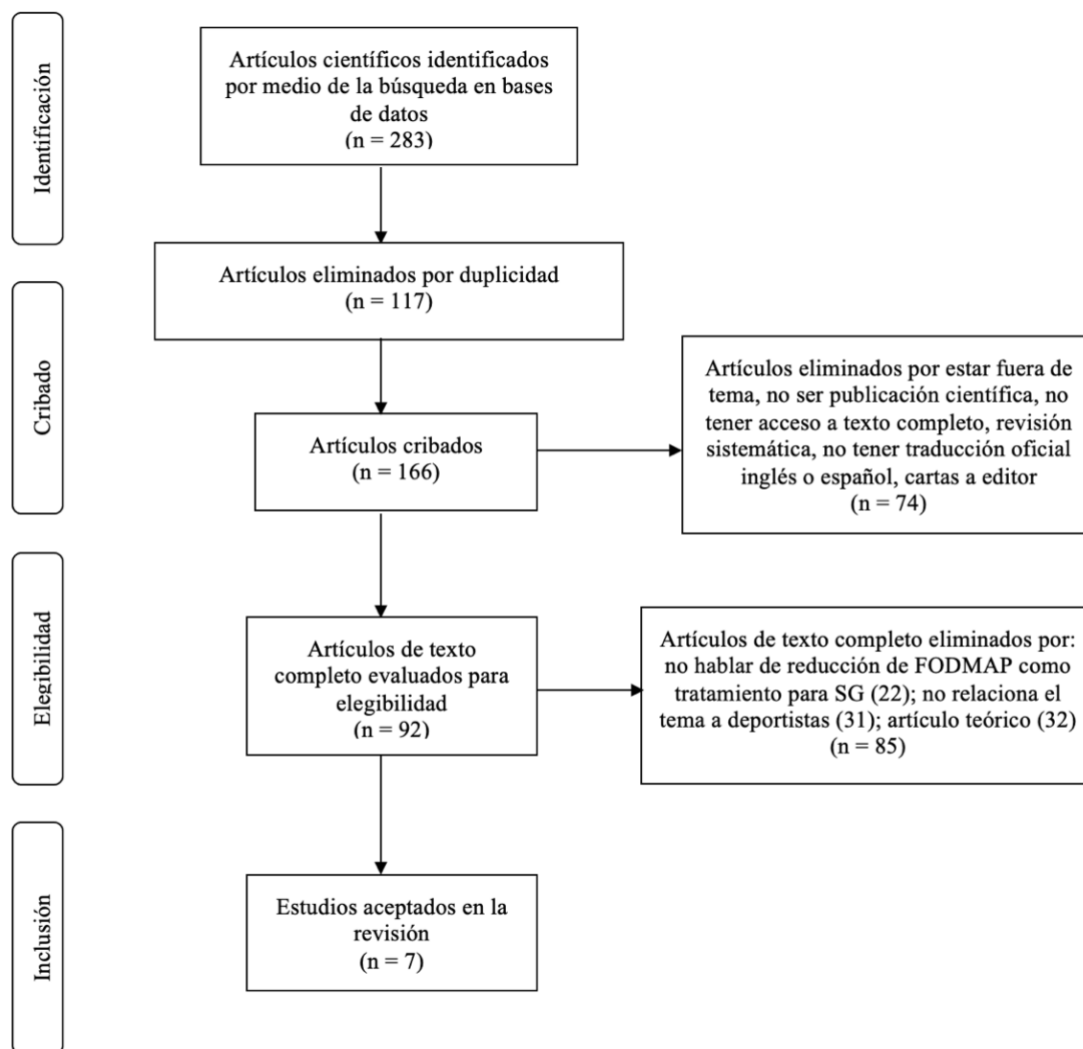 Identificación
Artículos científicos identificados
por medio de la búsqueda en bases
de datos
(n = 283)
Artículos eliminados por duplicidad
(n = 117)
Cribado
Artículos cribados
(n = 166)
Artículos eliminados por estar fuera de
tema, no ser publicación científica, no
tener acceso a texto completo, revisión
sistemática, no tener traducción oficial
inglés o español, cartas a editor
(n = 74)
Elegibilidad
Artículos de texto
completo evaluados para
elegibilidad
(n = 92)
Artículos de texto completo eliminados por:
no hablar de reducción de FODMAP como
tratamiento para SG (22); no relaciona el
tema a deportistas (31); artículo teórico (32)
(n = 85)
Inclusión
Estudios aceptados en la
revisión
(n = 7)